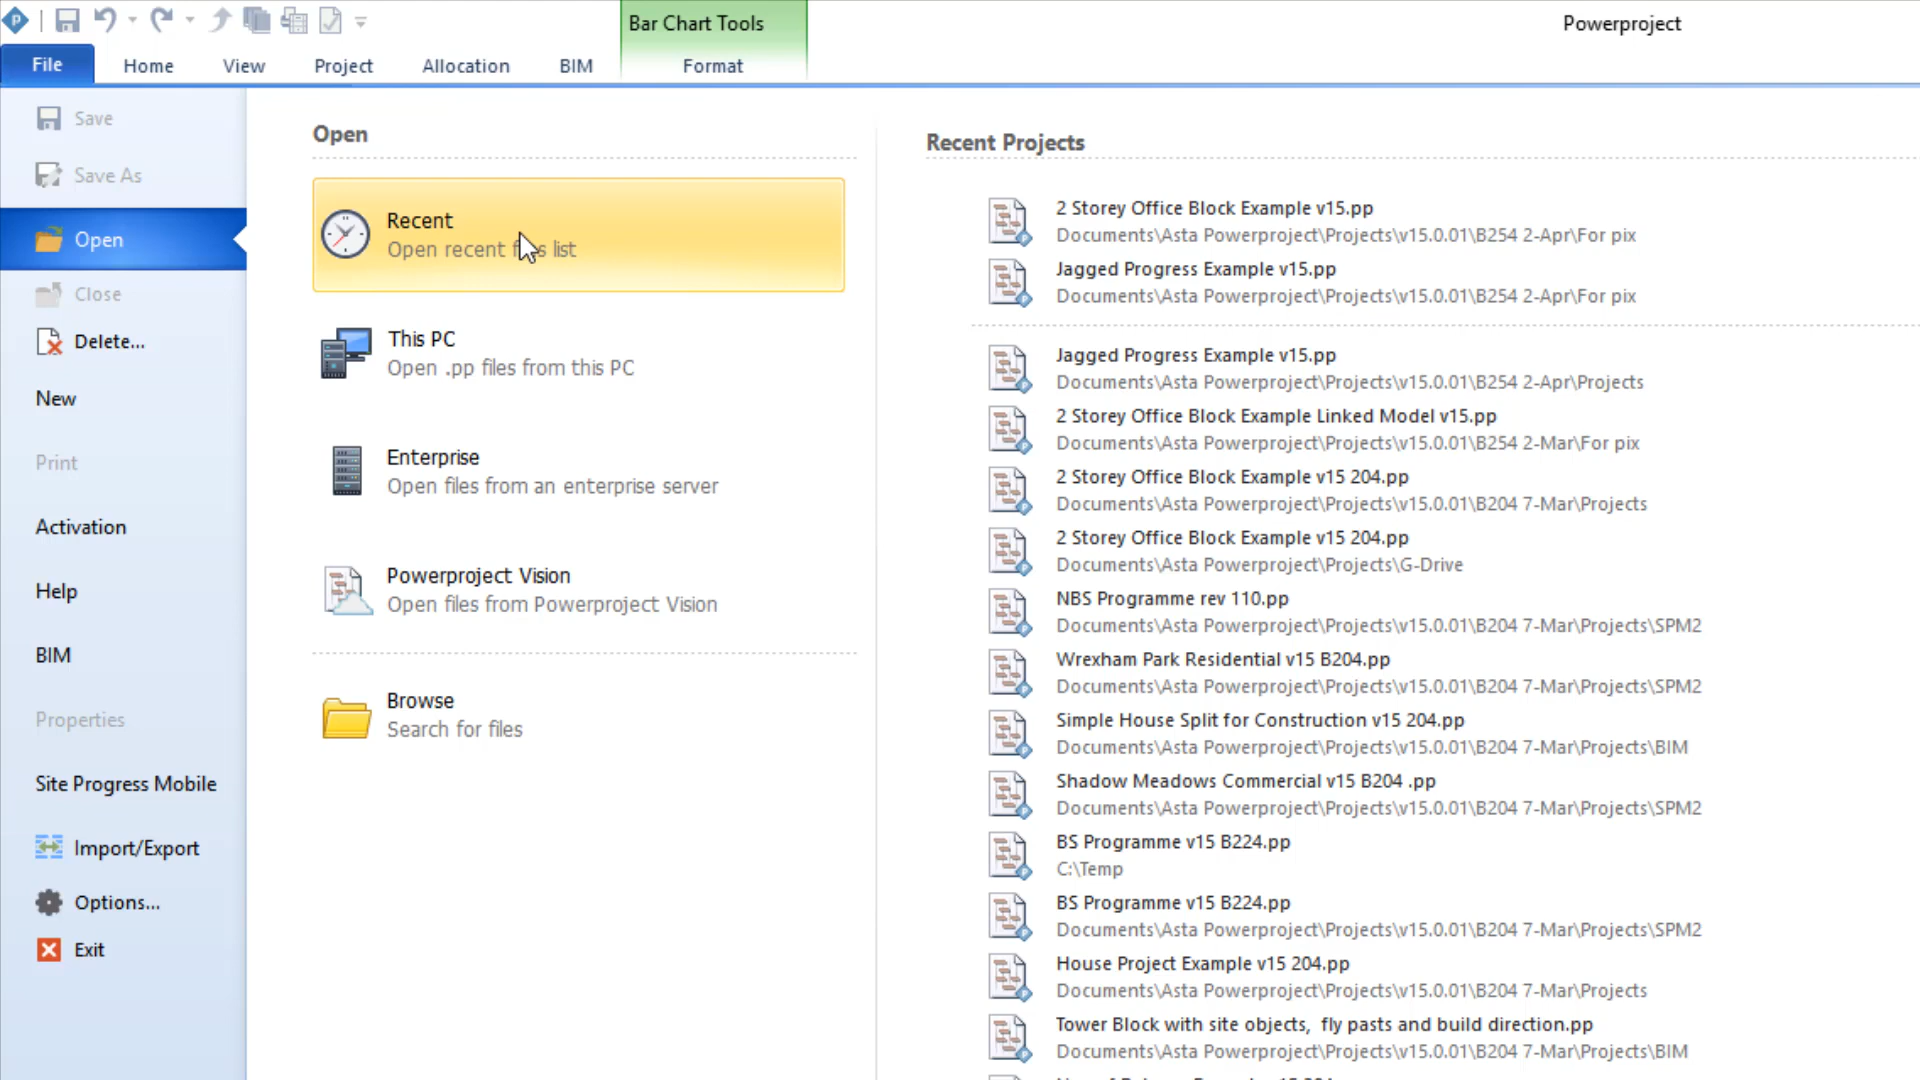 Bar Chart Tools
Powerproject
File
Home
View
Project
Allocation
BIM
Format
Save
Save As
Open
Close
Delete...
New
Print
Activation
Help
BIM
Properties
Site Progress Mobile
Import/Export
Options...
Exit
Open
Recent
Open recent list
This PC
Open .pp files from this PC
Enterprise
Open files from an enterprise server
Powerproject Vision
Open files from Powerproject Vision
Browse
Search for files
Recent Projects
2 Storey Office Block Example v15.pp
Documents\Asta Powerproject\Projects\v15.0.01\B254 2-Apr\For pix
Jagged Progress Example v15.pp
Documents\Asta Powerproject\Projects\v15.0.01\B254 2-Apr\For pix
Jagged Progress Example v15.pp
Documents\Asta Powerproject\Projects\v15.0.01\B254 2-Apr\Projects
2 Storey Office Block Example Linked Model v15.pp
Documents\Asta Powerproject\Projects\v15.0.01\B254 2-Mar\For pix
2 Storey Office Block Example v15 204.pp
Documents\Asta Powerproject\Projects\v15.0.01\B204 7-Mar\Projects
2 Storey Office Block Example v15 204.pp
Documents\Asta Powerproject\Projects\G-Drive
NBS Programme rev 110.pp
Documents\Asta Powerproject\Projects\v15.0.01\B204 7-Mar\Projects\SPM2
Wrexham Park Residential v15 B204.pp
Documents\Asta Powerproject\Projects\v15.0.01\B204 7-Mar\Projects\SPM2
Simple House Split for Construction v15 204.pp
Documents\Asta Powerproject\Projects\v15.0.01\B204 7-Mar\Projects\BIM
Shadow Meadows Commercial v15 B204 .pp
Documents\Asta Powerproject\Projects\v15.0.01\B204 7-Mar\Projects\SPM2
BS Programme v15 B224.pp
C:\Temp
BS Programme v15 B224.pp
Documents\Asta Powerproject\Projects\v15.0.01\B204 7-Mar\Projects\SPM2
House Project Example v15 204.pp
Documents\Asta Powerproject\Projects\v15.0.01\B204 7-Mar\Projects
Tower Block with site objects,  fly pasts and build direction.pp
Documents\Asta Powerproject\Projects\v15.0.01\B204 7-Mar\Projects\BIM